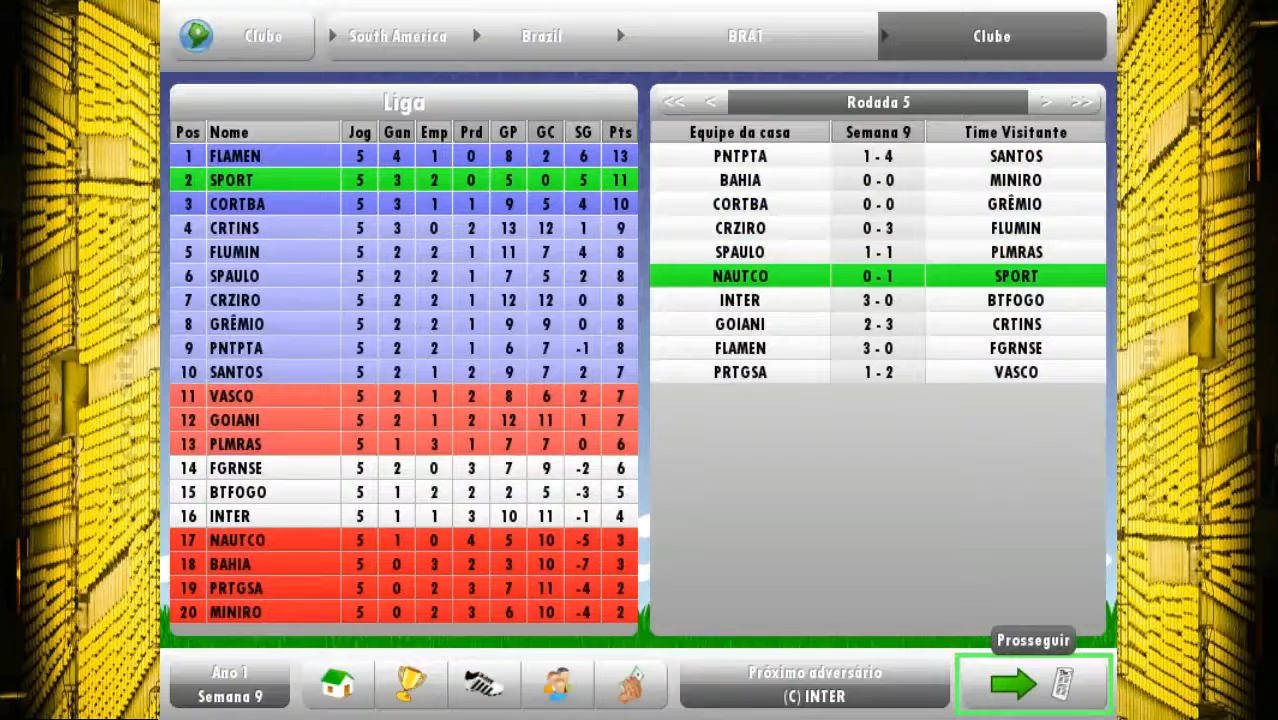 Clube South America Brazil BRA1 Clube
Liga
Pos Nome Jog Gan Emp Prd GP GC SG Pts
1 FLAMEN 5 4 1 0 8 2 6 13
2 SPORT 5 3 2 0 5 0 5 11
3 CORTBA 5 3 1 1 9 5 4 10
4 CRTINS 5 3 0 2 13 12 1 9
5 FLUMIN 5 2 2 1 11 7 4 8
6 SPAULO 5 2 2 1 7 5 2 8
7 CRZIRO 5 2 2 1 12 12 0 8
8 GRÊMIO 5 2 2 1 9 9 0 8
9 PNTPTA 5 2 2 1 6 7 -1 8
10 SANTOS 5 2 1 2 9 7 2 7
11 VASCO 5 2 1 2 8 6 2 7
12 GOIANI 5 2 1 2 12 11 1 7
13 PLMRAS 5 1 3 1 7 7 0 6
14 FGRNSE 5 2 0 3 7 9 -2 6
15 BTFOGO 5 1 2 2 2 5 -3 5
16 INTER 5 1 1 3 10 11 -1 4
17 NAUTCO 5 1 0 4 5 10 -5 3
18 BAHIA 5 0 3 2 3 10 -7 3
19 PRTGSA 5 0 2 3 7 11 -4 2
20 MINIRO 5 0 2 3 6 10 -4 2
<< < Rodada 5 > >>
Equipe da casa Semana 9 Time Visitante
PNTPTA 1 - 4 SANTOS
BAHIA 0 - 0 MINIRO
CORTBA 0 - 0 GRÊMIO
CRZIRO 0 - 3 FLUMIN
SPAULO 1 - 1 PLMRAS
NAUTCO 0 - 1 SPORT
INTER 3 - 0 BTFOGO
GOIANI 2 - 3 CRTINS
FLAMEN 3 - 0 FGRNSE
PRTGSA 1 - 2 VASCO
Prosseguir
Ano 1
Semana 9
Próximo adversário
(C) INTER